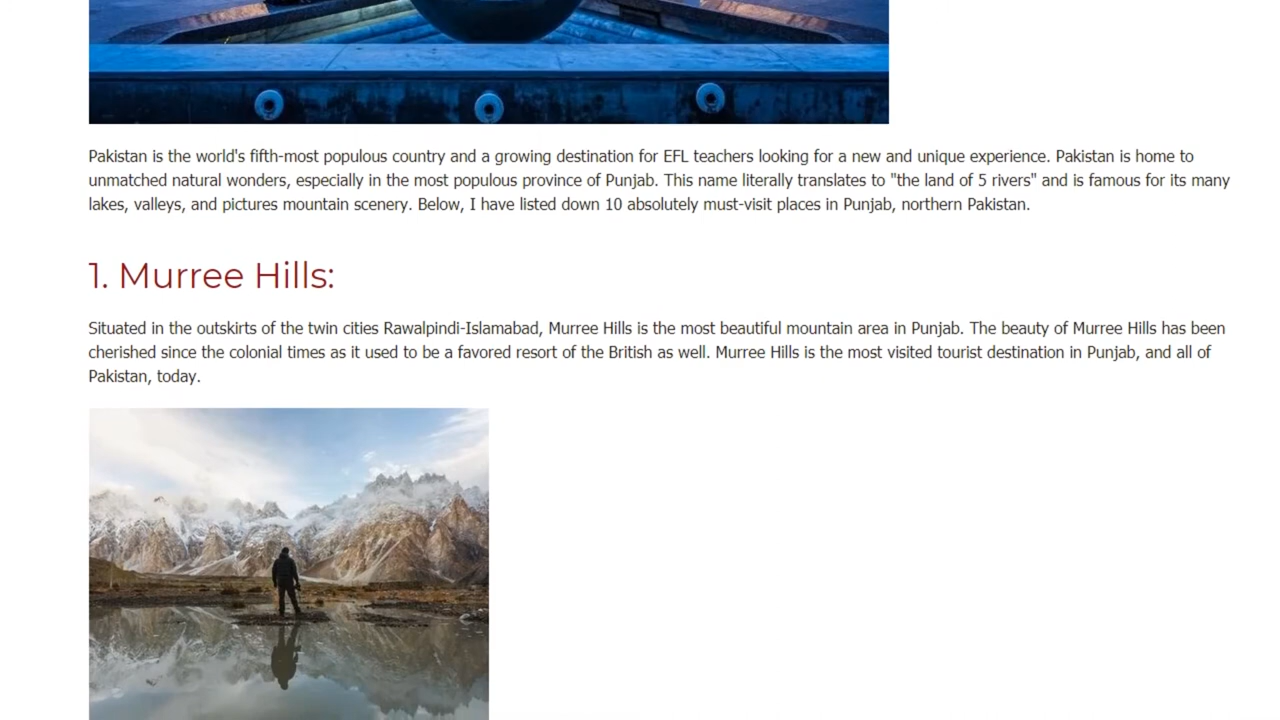 Pakistan is the world's fifth-most populous country and a growing destination for EFL teachers looking for a new and unique experience. Pakistan is home to
unmatched natural wonders, especially in the most populous province of Punjab. This name literally translates to "the land of 5 rivers" and is famous for its many
lakes, valleys, and pictures mountain scenery. Below, I have listed down 10 absolutely must-visit places in Punjab, northern Pakistan.
1. Murree Hills:
Situated in the outskirts of the twin cities Rawalpindi-Islamabad, Murree Hills is the most beautiful mountain area in Punjab. The beauty of Murree Hills has been
cherished since the colonial times as it used to be a favored resort of the British as well. Murree Hills is the most visited tourist destination in Punjab, and all of
Pakistan, today.